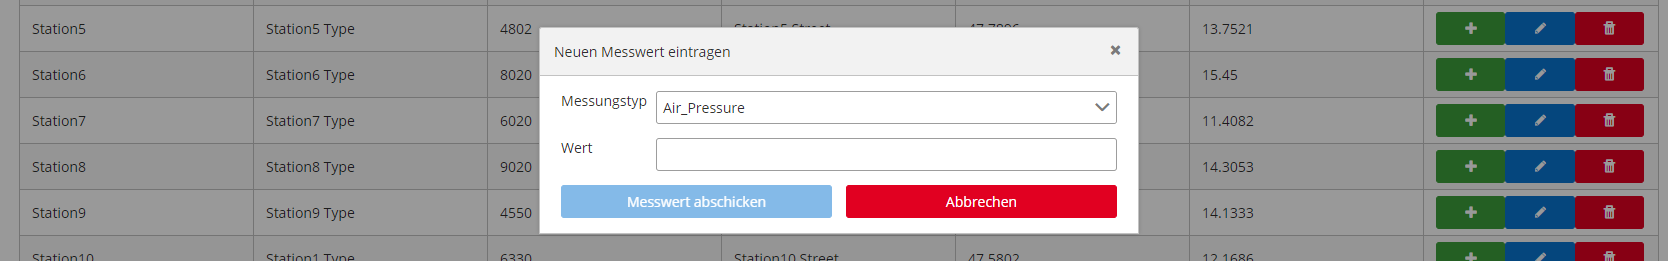 Station5 Station5 Type 4802 13.7521
Neuen Messwert eintragen
Station6 Station6 Type 8020 15.45
Messungstyp Air_Pressure
Station7 Station7 Type 6020 11.4082
Wert
Station8 Station8 Type 9020 14.3053
Messwert abschicken Abbrechen
Station9 Station9 Type 4550 14.1333
Station10 Station1 Type 6330 Station10 Street 47.5802 12.1686